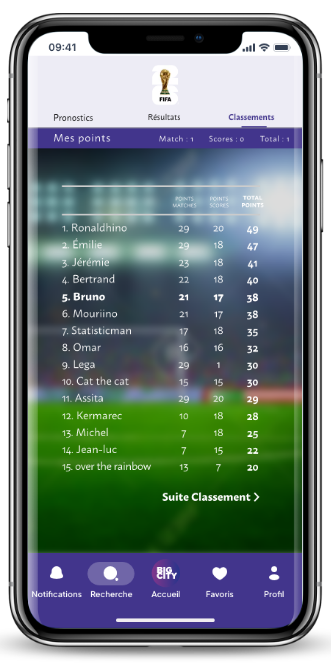 09:41
FIFA
Pronostics Résultats Classements
Mes points Match : 1 Scores : 0 Total : 1
POINTS MATCHES POINTS SCORES TOTAL POINTS
1. Ronaldhino 29 20 49
2. Émilie 29 18 47
3. Jérémie 23 18 41
4. Bertrand 22 18 40
5. Bruno 21 17 38
6. Mouriino 21 17 38
7. Statisticman 17 18 35
8. Omar 16 16 32
9. Lega 29 1 30
10. Cat the cat 15 15 30
11. Assita 29 20 29
12. Kermarec 10 18 28
13. Michel 7 18 25
14. Jean-luc 7 15 22
15. over the rainbow 13 7 20
Suite Classement >
BIG CITY
Notifications Recherche Accueil Favoris Profil